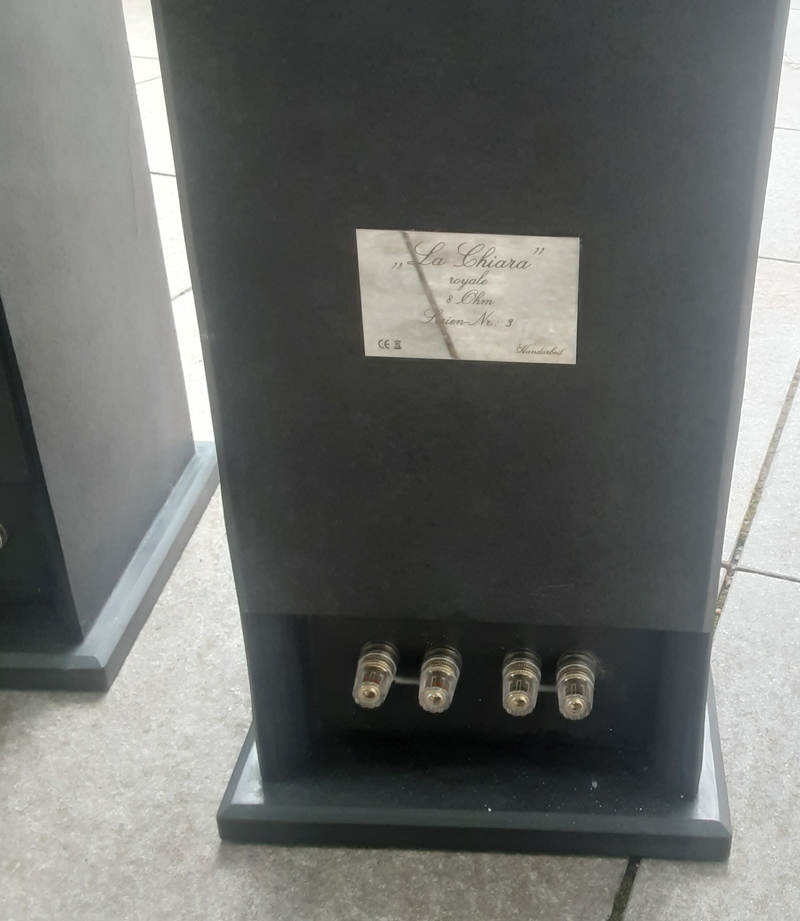 „La Chiara”
royale
8 Ohm
Serien-Nr.: 3
CE
Handarbeit